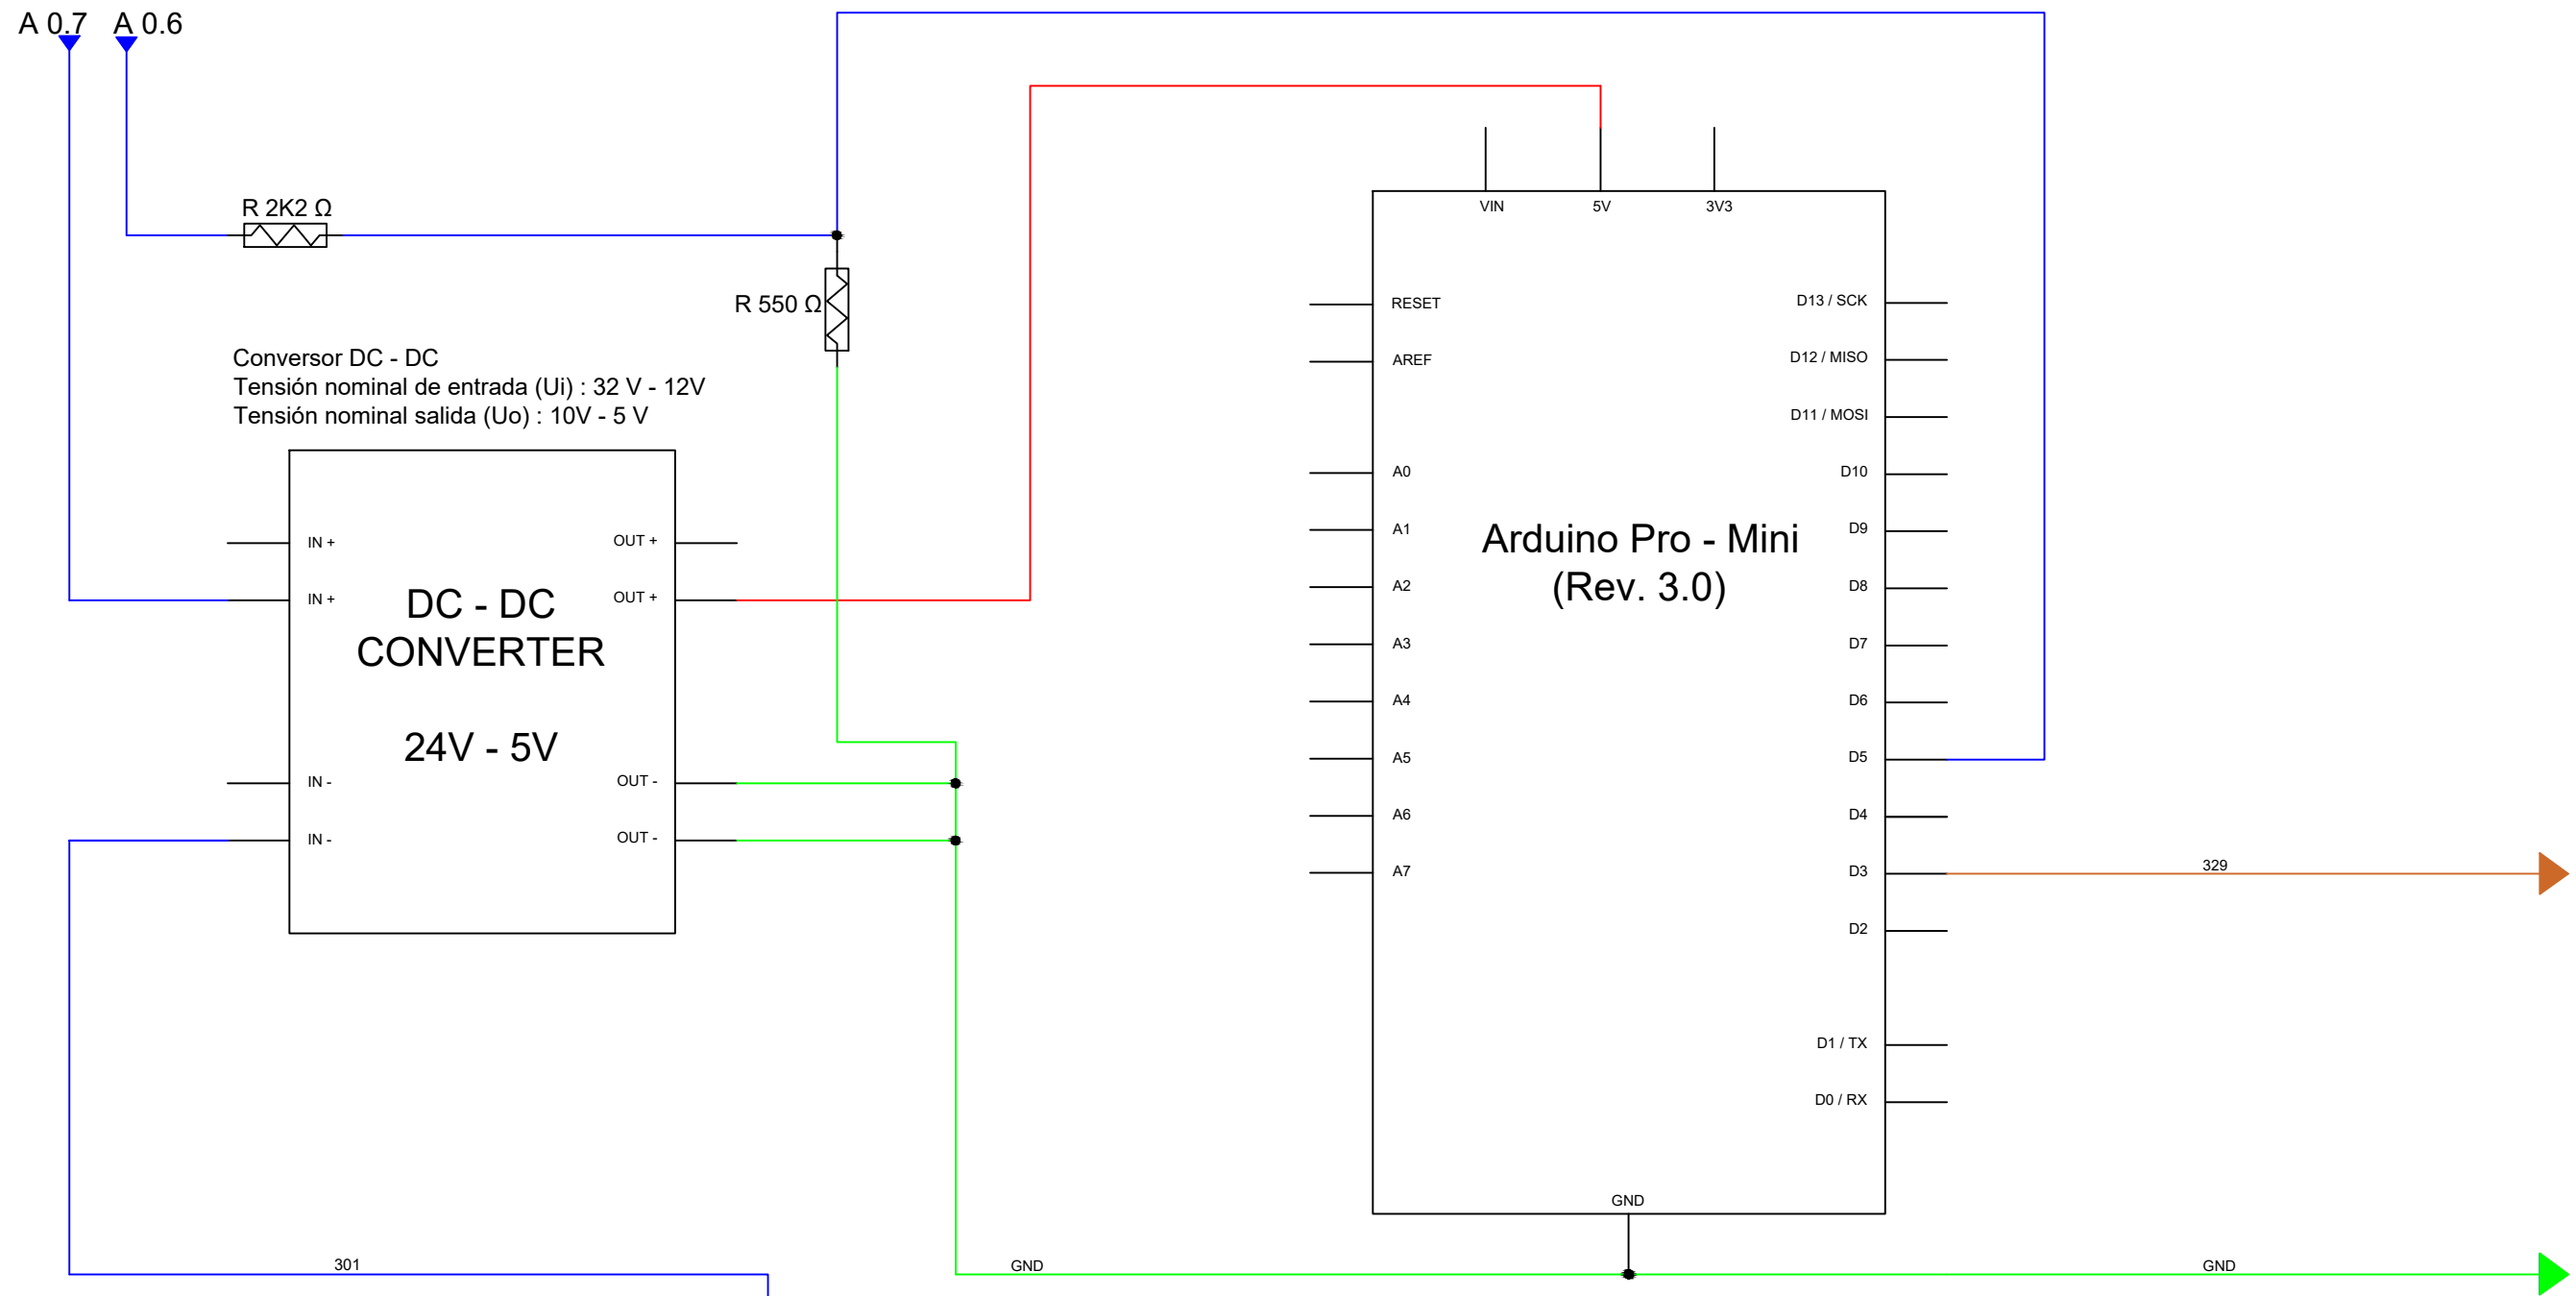 A 0.7
A 0.6
R 2K2 Ω
R 550 Ω
Conversor DC - DC
Tensión nominal de entrada (Ui) : 32 V - 12V
Tensión nominal salida (Uo) : 10V - 5 V
IN +
OUT +
IN +
OUT +
DC - DC
CONVERTER
24V - 5V
IN -
OUT -
IN -
OUT -
301
GND
VIN
5V
3V3
RESET
AREF
A0
A1
A2
A3
A4
A5
A6
A7
Arduino Pro - Mini
(Rev. 3.0)
D13 / SCK
D12 / MISO
D11 / MOSI
D10
D9
D8
D7
D6
D5
D4
D3
D2
D1 / TX
D0 / RX
GND
329
GND